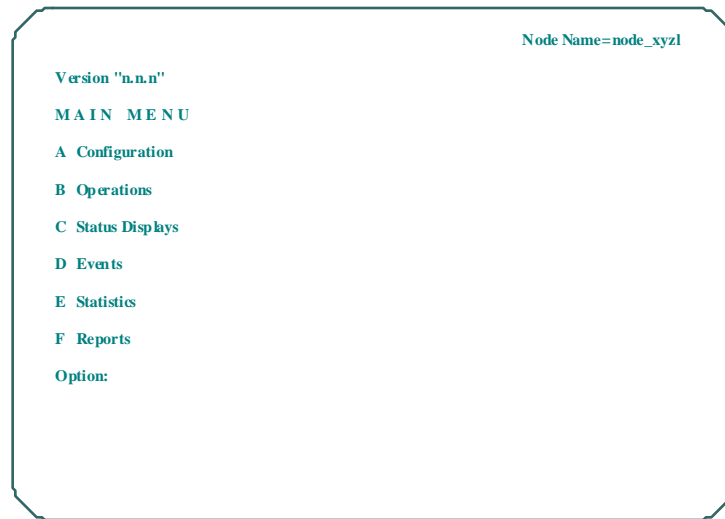 Node Name=node_xyzl
Version "n.n.n"
MAIN MENU
A Configuration
B Operations
C Status Displays
D Events
E Statistics
F Reports
Option: